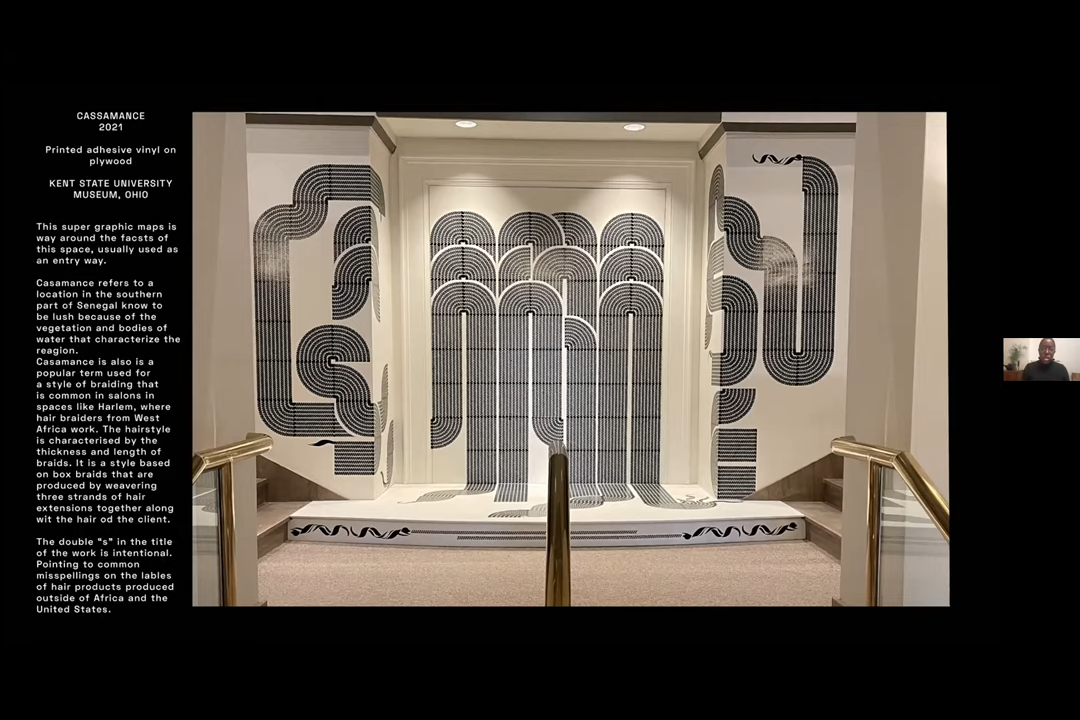 CASSAMANCE
2021
Printed adhesive vinyl on
plywood
KENT STATE UNIVERSITY
MUSEUM, OHIO
This super graphic maps is
way around the facsts of
this space, usually used as
an entry way.
Casamance refers to a
location in the southern
part of Senegal know to
be lush because of the
vegetation and bodies of
water that characterize the
reagion.
Casamance is also is a
popular term used for
a style of braiding that
is common in salons in
spaces like Harlem, where
hair braiders from West
Africa work. The hairstyle
is characterised by the
thickness and length of
braids. It is a style based
on box braids that are
produced by weavering
three strands of hair
extensions together along
wit the hair od the client.
The double "s" in the title
of the work is intentional.
Pointing to common
misspellings on the lables
of hair products produced
outside of Africa and the
United States.